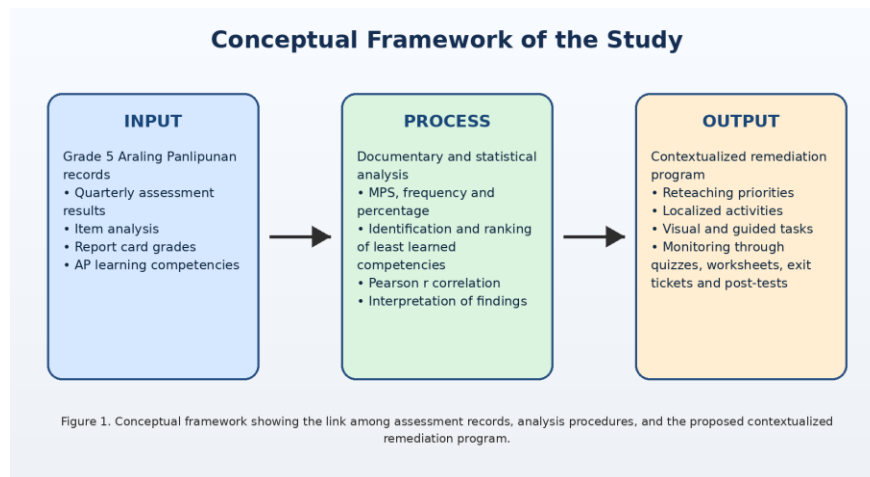 Conceptual Framework of the Study
INPUT
Grade 5 Araling Panlipunan
records
• Quarterly assessment
results
• Item analysis
• Report card grades
• AP learning competencies
PROCESS
Documentary and statistical
analysis
• MPS, frequency and
percentage
• Identification and ranking
of least learned
competencies
• Pearson r correlation
• Interpretation of findings
OUTPUT
Contextualized remediation
program
• Reteaching priorities
• Localized activities
• Visual and guided tasks
• Monitoring through
quizzes, worksheets, exit
tickets and post-tests
Figure 1. Conceptual framework showing the link among assessment records, analysis procedures, and the proposed contextualized
remediation program.